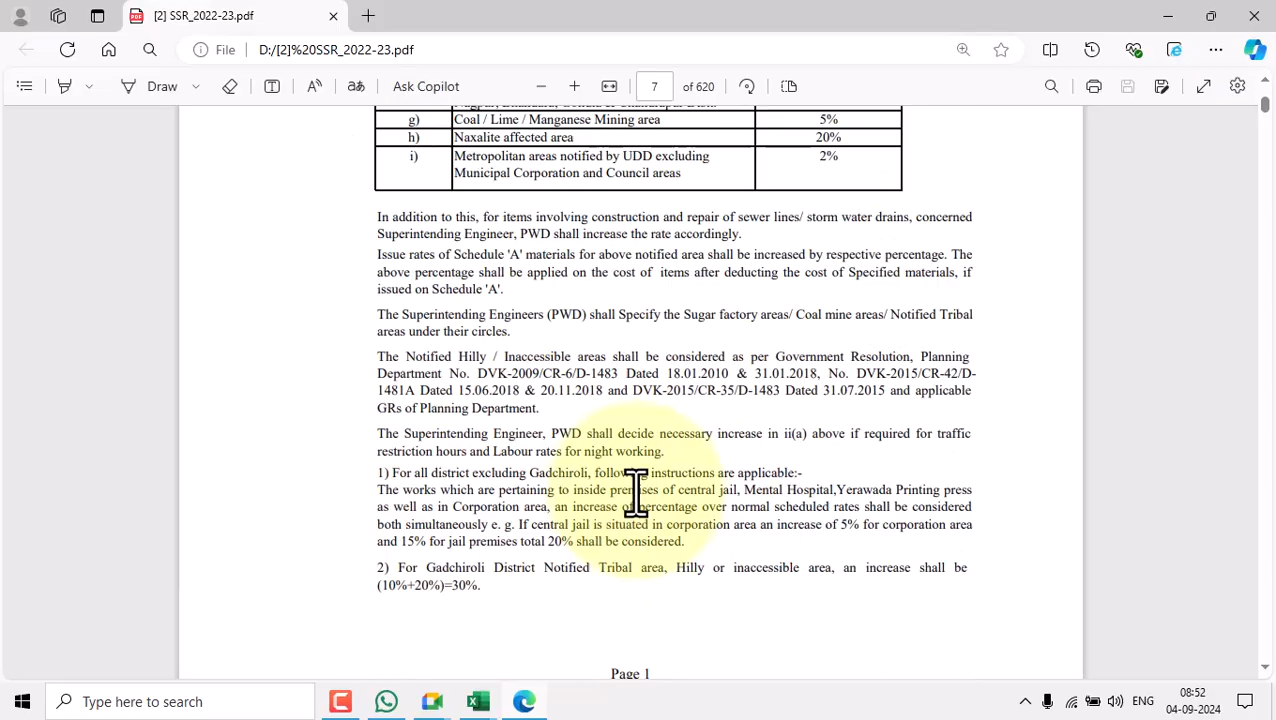 [2] SSR_2022-23.pdf
File D:/[2]%20SSR_2022-23.pdf
Draw Ask Copilot 7 of 620
g) Coal / Lime / Manganese Mining area 5%
h) Naxalite affected area 20%
i) Metropolitan areas notified by UDD excluding 2%
Municipal Corporation and Council areas
In addition to this, for items involving construction and repair of sewer lines/ storm water drains, concerned
Superintending Engineer, PWD shall increase the rate accordingly.
Issue rates of Schedule 'A' materials for above notified area shall be increased by respective percentage. The
above percentage shall be applied on the cost of items after deducting the cost of Specified materials, if
issued on Schedule 'A'.
The Superintending Engineers (PWD) shall Specify the Sugar factory areas/ Coal mine areas/ Notified Tribal
areas under their circles.
The Notified Hilly / Inaccessible areas shall be considered as per Government Resolution, Planning
Department No. DVK-2009/CR-6/D-1483 Dated 18.01.2010 & 31.01.2018, No. DVK-2015/CR-42/D-
1481A Dated 15.06.2018 & 20.11.2018 and DVK-2015/CR-35/D-1483 Dated 31.07.2015 and applicable
GRs of Planning Department.
The Superintending Engineer, PWD shall decide necessary increase in ii(a) above if required for traffic
restriction hours and Labour rates for night working.
1) For all district excluding Gadchiroli, following instructions are applicable:-
The works which are pertaining to inside premises of central jail, Mental Hospital,Yerawada Printing press
as well as in Corporation area, an increase of percentage over normal scheduled rates shall be considered
both simultaneously e. g. If central jail is situated in corporation area an increase of 5% for corporation area
and 15% for jail premises total 20% shall be considered.
2) For Gadchiroli District Notified Tribal area, Hilly or inaccessible area, an increase shall be
(10%+20%)=30%.
Page 1
Type here to search ENG 08:52
04-09-2024